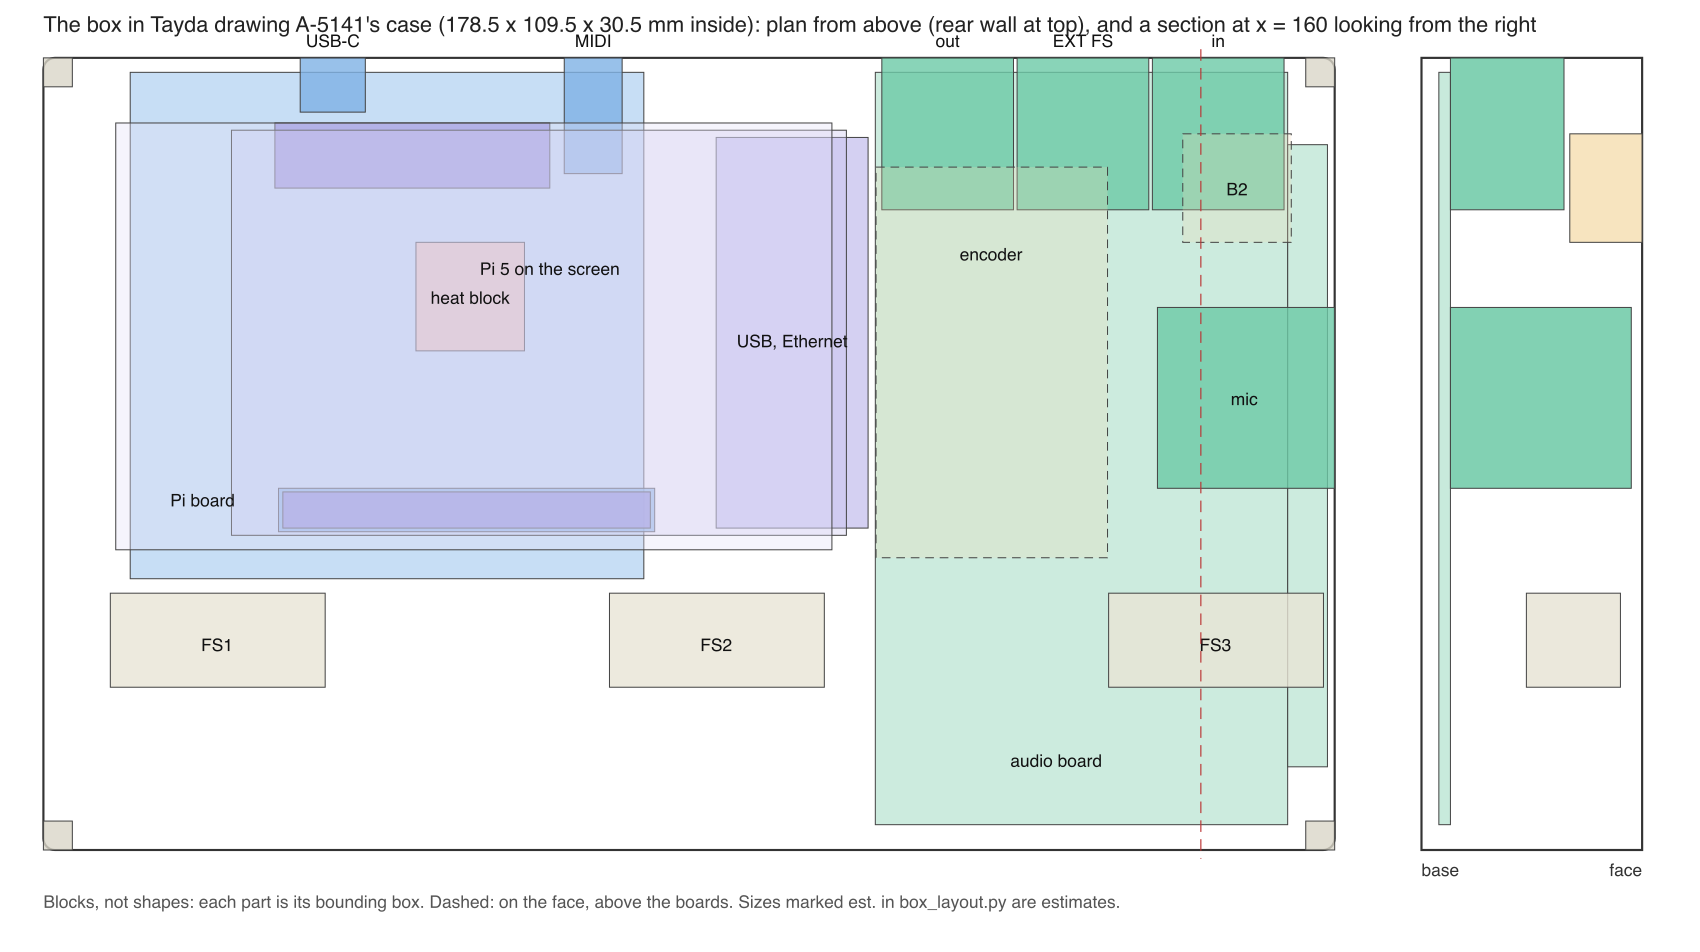 The box in Tayda drawing A-5141's case (178.5 x 109.5 x 30.5 mm inside): plan from above (rear wall at top), and a section at x = 160 looking from the right
USB-C
MIDI
out
EXT FS
in
B2
encoder
Pi 5 on the screen
heat block
USB, Ethernet
mic
Pi board
FS1
FS2
FS3
audio board
base
face
Blocks, not shapes: each part is its bounding box. Dashed: on the face, above the boards. Sizes marked est. in box_layout.py are estimates.